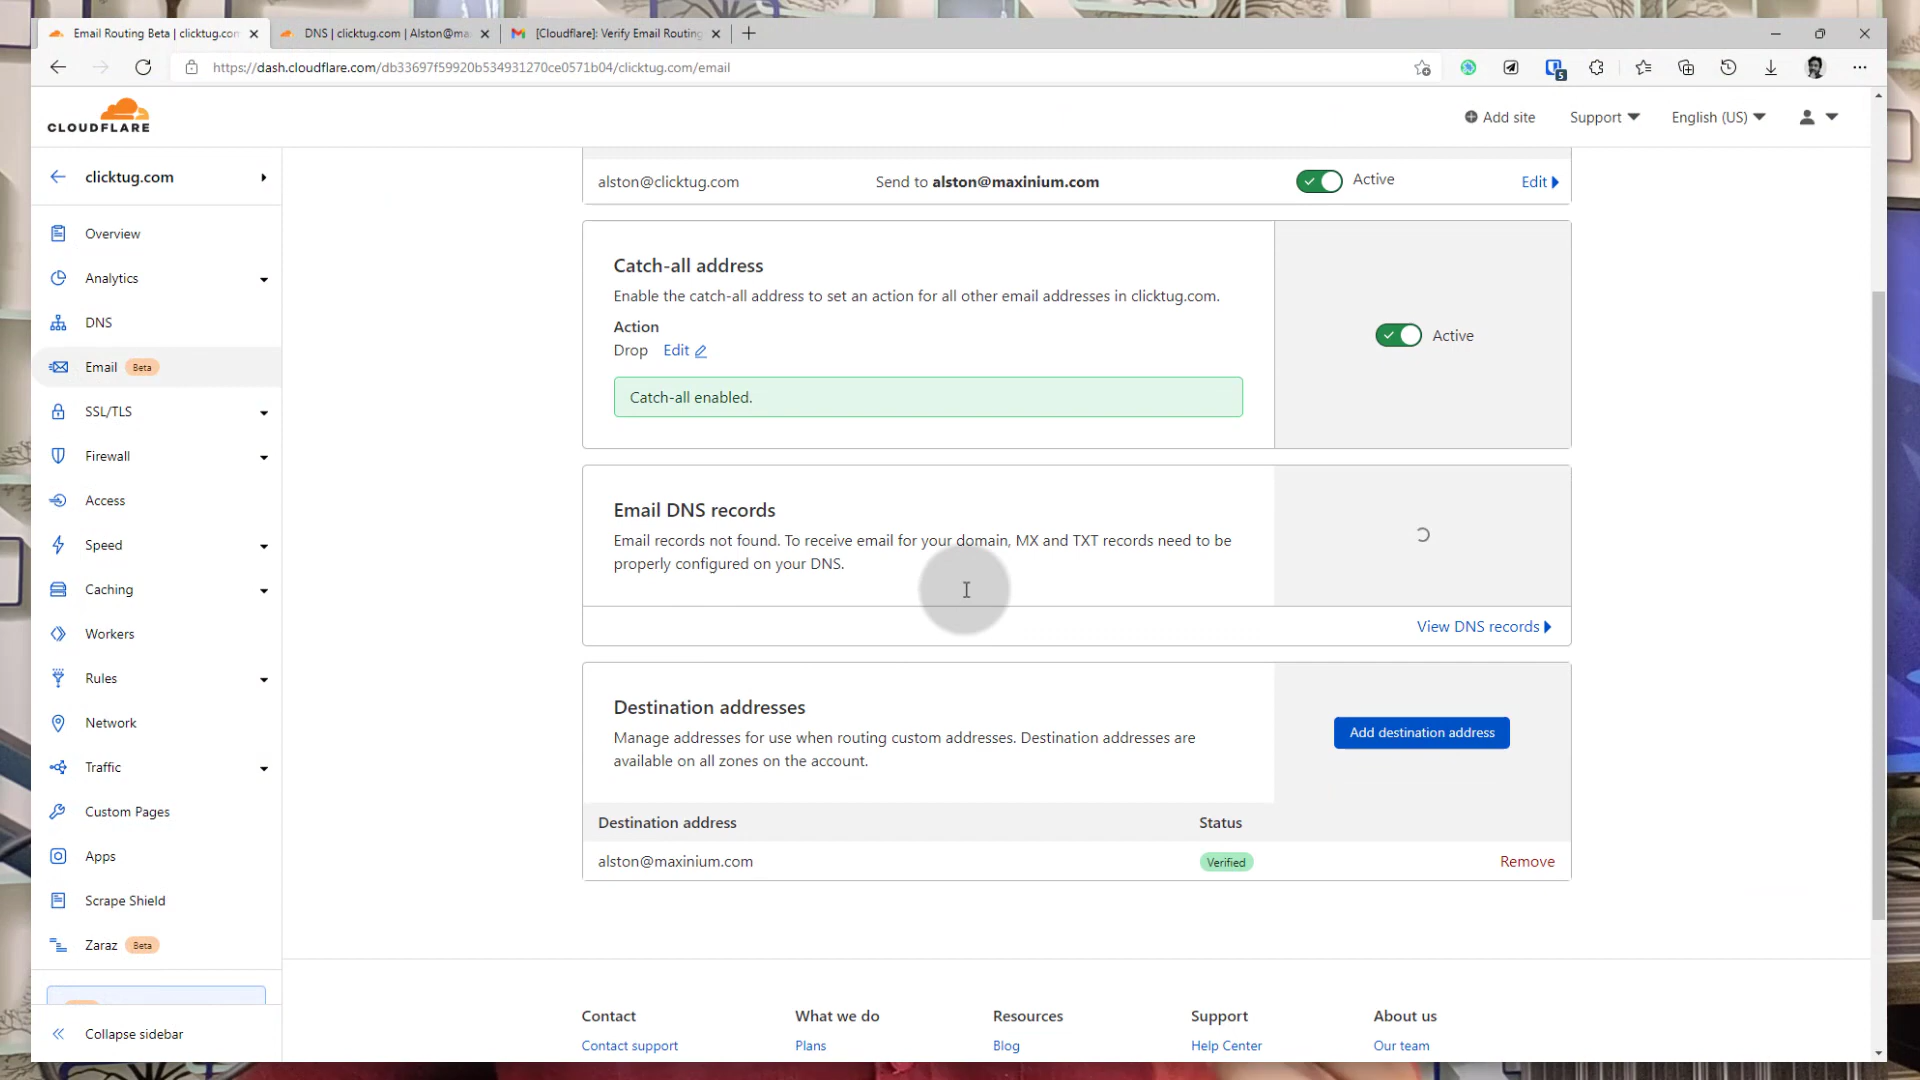 Email Routing Beta | clicktug.com
DNS | clicktug.com | Alston@ma
[Cloudflare]: Verify Email Routing
https://dash.cloudflare.com/db33697f59920b534931270ce0571b04/clicktug.com/email
5
CLOUDFLARE
Add site
Support
English (US)
clicktug.com
Overview
Analytics
DNS
Email Beta
SSL/TLS
Firewall
Access
Speed
Caching
Workers
Rules
Network
Traffic
Custom Pages
Apps
Scrape Shield
Zaraz Beta
Collapse sidebar
alston@clicktug.com
Send to alston@maxinium.com
Active
Edit
Catch-all address
Enable the catch-all address to set an action for all other email addresses in clicktug.com.
Action
Drop Edit
Catch-all enabled.
Active
Email DNS records
Email records not found. To receive email for your domain, MX and TXT records need to be
properly configured on your DNS.
View DNS records
Destination addresses
Manage addresses for use when routing custom addresses. Destination addresses are
available on all zones on the account.
Add destination address
Destination address
Status
alston@maxinium.com
Verified
Remove
Contact
What we do
Resources
Support
About us
Contact support
Plans
Blog
Help Center
Our team